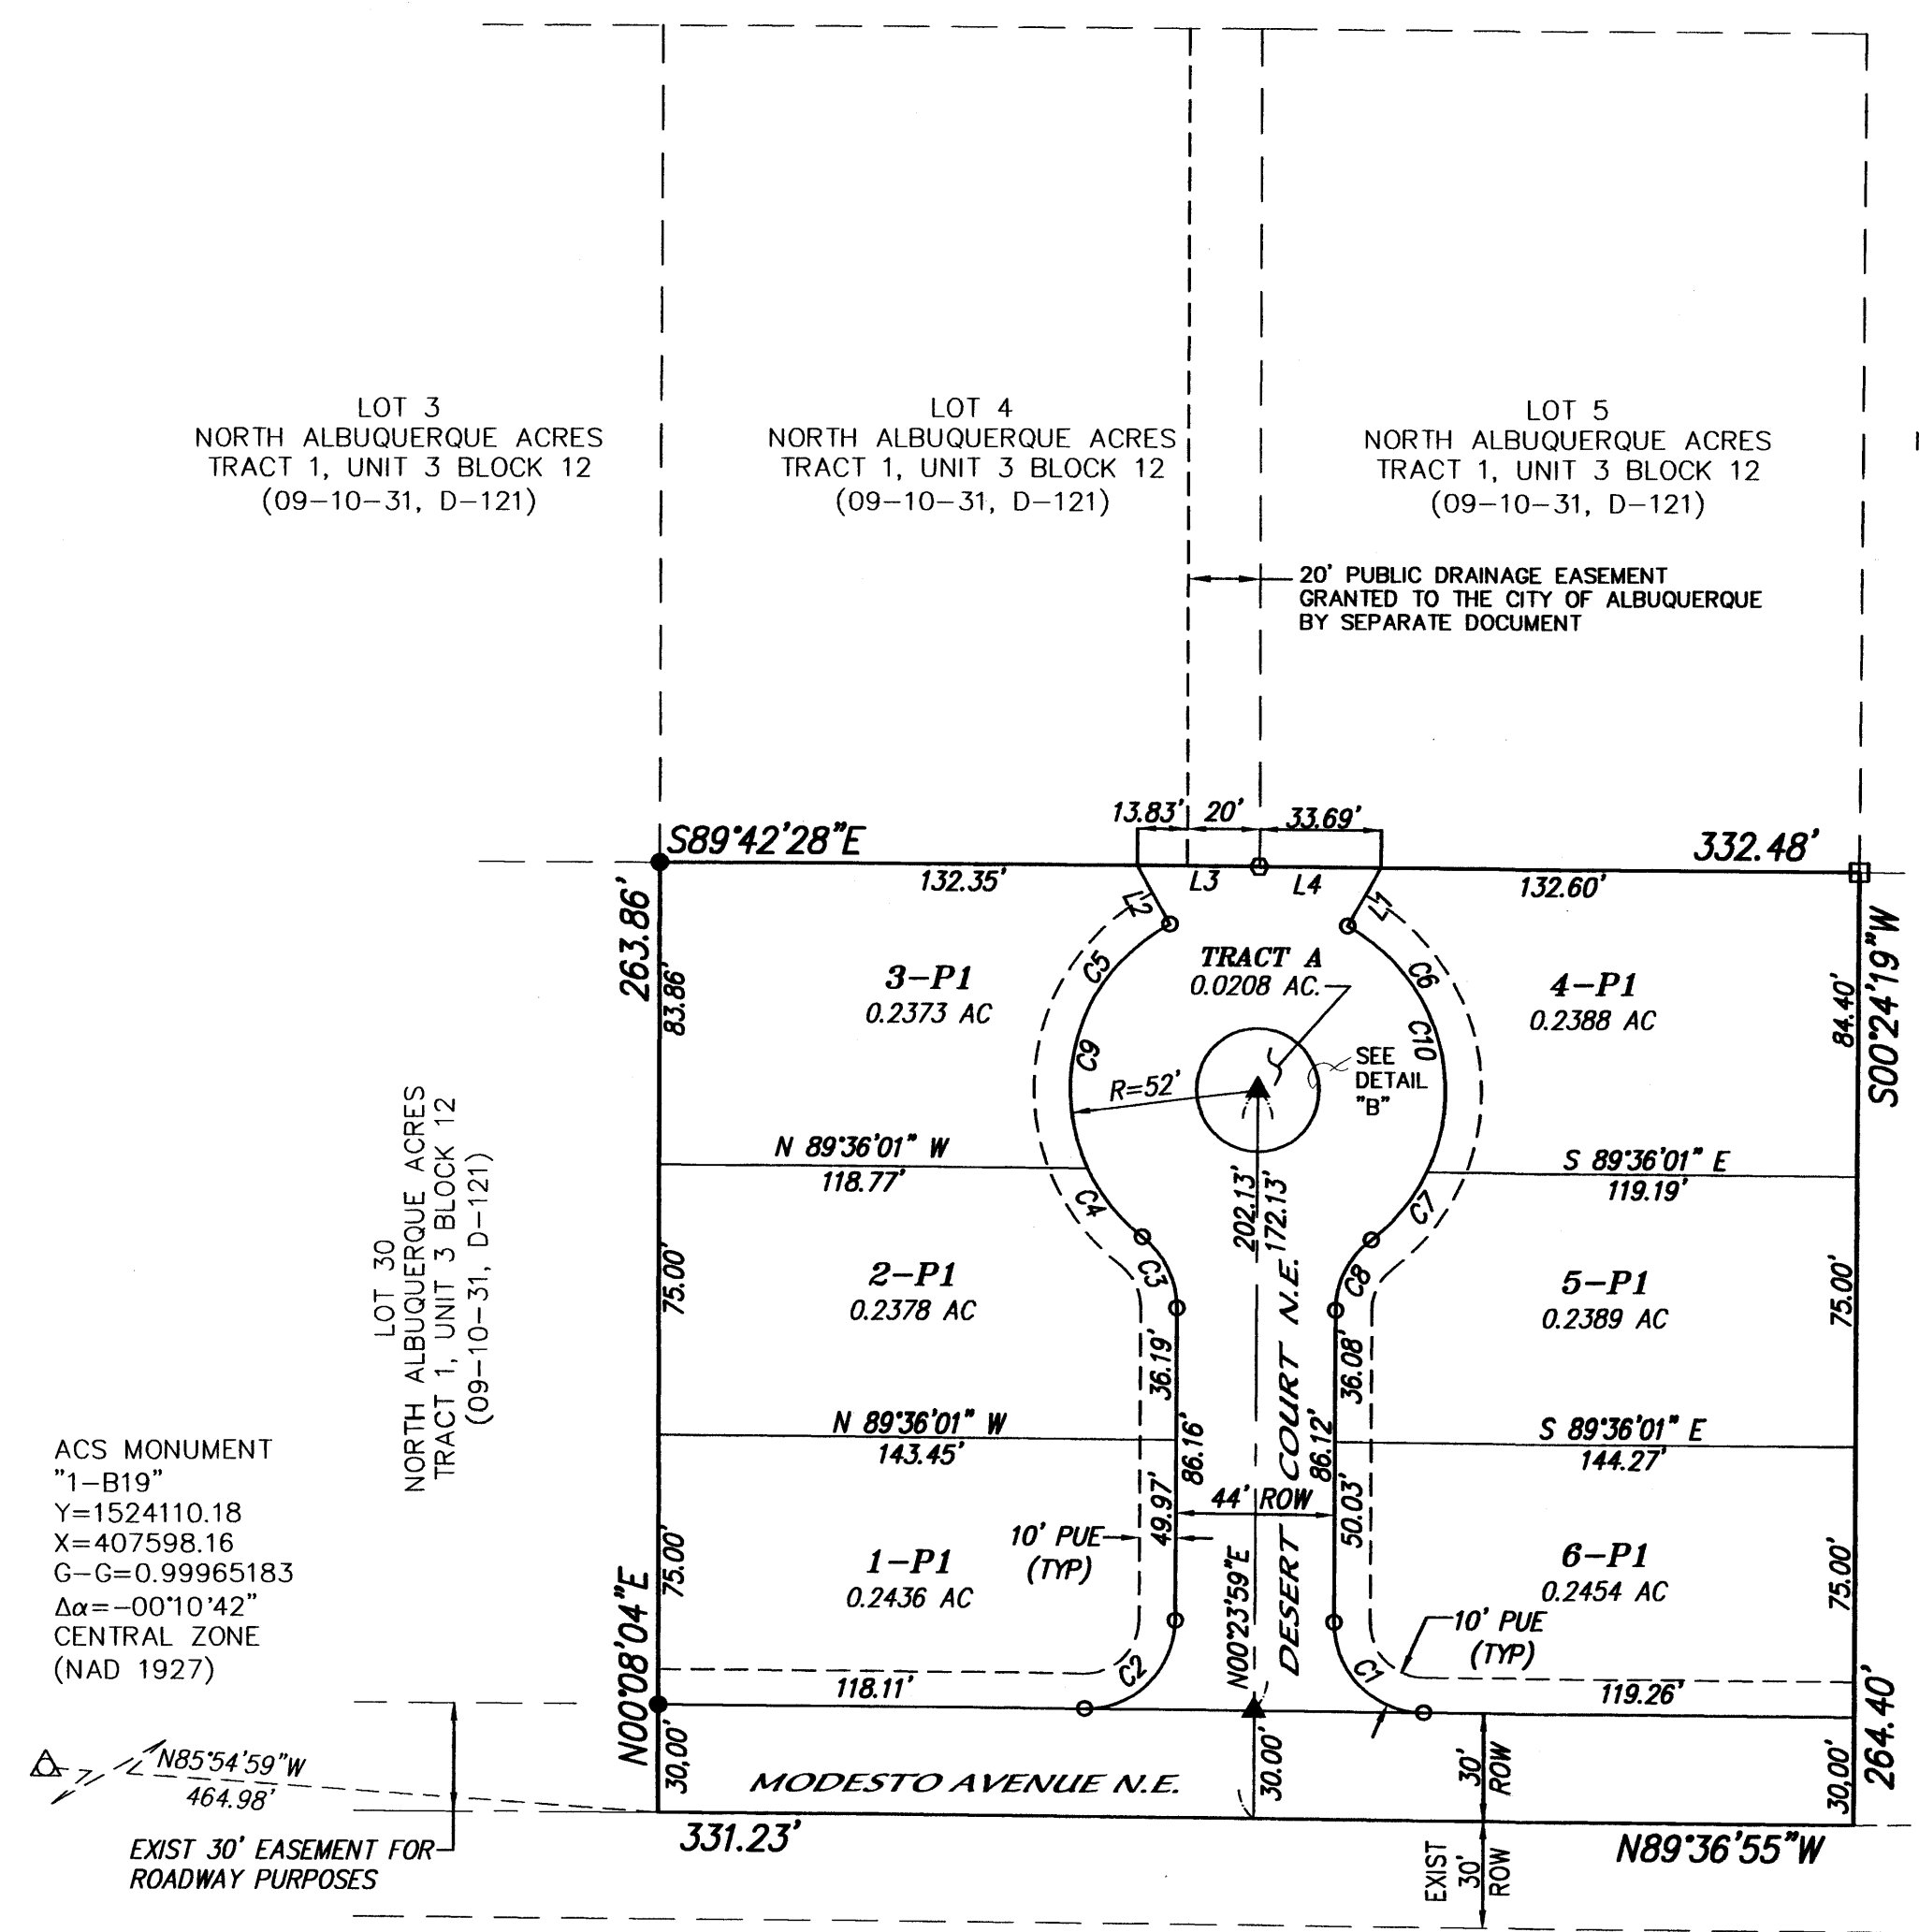 LOT 3
NORTH ALBUQUERQUE ACRES
TRACT 1, UNIT 3 BLOCK 12
(09-10-31, D-121)
LOT 4
NORTH ALBUQUERQUE ACRES
TRACT 1, UNIT 3 BLOCK 12
(09-10-31, D-121)
LOT 5
NORTH ALBUQUERQUE ACRES
TRACT 1, UNIT 3 BLOCK 12
(09-10-31, D-121)
20' PUBLIC DRAINAGE EASEMENT
GRANTED TO THE CITY OF ALBUQUERQUE
BY SEPARATE DOCUMENT
13.83' 20' 33.69'
S89°42'28"E
332.48'
132.35'
L3
L4
132.60'
L2
L1
263.86'
83.86'
3-P1
0.2373 AC
C5
C9
TRACT A
0.0208 AC.
C6
C10
4-P1
0.2388 AC
84.40'
S00°24'19"W
R=52'
SEE
DETAIL
"B"
N 89°36'01" W
118.77'
S 89°36'01" E
119.19'
C4
C3
C7
C8
202.13'
172.13'
LOT 30
NORTH ALBUQUERQUE ACRES
TRACT 1, UNIT 3 BLOCK 12
(09-10-31, D-121)
75.00'
2-P1
0.2378 AC
36.19'
36.08'
5-P1
0.2389 AC
75.00'
N 89°36'01" W
143.45'
86.16'
86.12'
S 89°36'01" E
144.27'
ACS MONUMENT
"1-B19"
Y=1524110.18
X=407598.16
G-G=0.99965183
Δα=-00°10'42"
CENTRAL ZONE
(NAD 1927)
75.00'
1-P1
0.2436 AC
10' PUE
(TYP)
49.97'
44' ROW
50.03'
N00°23'59"E
DESERT COURT N.E.
6-P1
0.2454 AC
75.00'
10' PUE
(TYP)
N00°08'04"E
118.11'
C2
C1
119.26'
264.40'
30.00'
MODESTO AVENUE N.E.
30.00'
30'
ROW
30.00'
N85°54'59"W
464.98'
331.23'
N89°36'55"W
EXIST 30' EASEMENT FOR
ROADWAY PURPOSES
EXIST
30'
ROW